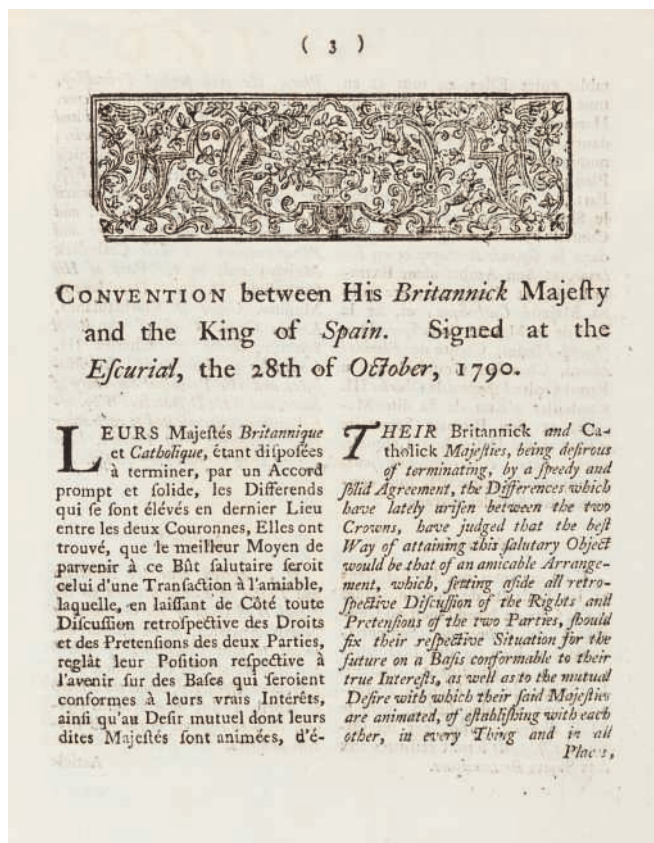 ( 3 )
CONVENTION between His Britannick Majeſty
and the King of Spain. Signed at the
Eſcurial, the 28th of October, 1790.
LEURS Majeſtés Britannique
et Catholique, étant diſpoſées
à terminer, par un Accord
prompt et ſolide, les Differends
qui ſe ſont élévés en dernier Lieu
entre les deux Couronnes, Elles ont
trouvé, que le meilleur Moyen de
parvenir à ce Bût ſalutaire ſeroit
celui d'une Tranſaction à l'amiable,
laquelle, en laiſſant de Côté toute
Diſcuſſion retroſpective des Droits
et des Pretenſions des deux Parties,
reglât leur Poſition reſpective à
l'avenir ſur des Baſes qui ſeroient
conformes à leurs vrais Intérêts,
ainſi qu'au Deſir mutuel dont leurs
dites Majeſtés ſont animées, d'é-
THEIR Britannick and Ca-
tholick Majeſties, being deſirous
of terminating, by a ſpeedy and
ſolid Agreement, the Differences which
have lately ariſen between the two
Crowns, have judged that the beſt
Way of attaining this ſalutary Object
would be that of an amicable Arrange-
ment, which, ſetting aſide all retro-
ſpective Diſcuſſion of the Rights and
Pretenſions of the two Parties, ſhould
fix their reſpective Situation for the
future on a Baſis conformable to their
true Intereſts, as well as to the mutual
Deſire with which their ſaid Majeſties
are animated, of eſtabliſhing with each
other, in every Thing and in all
Places,